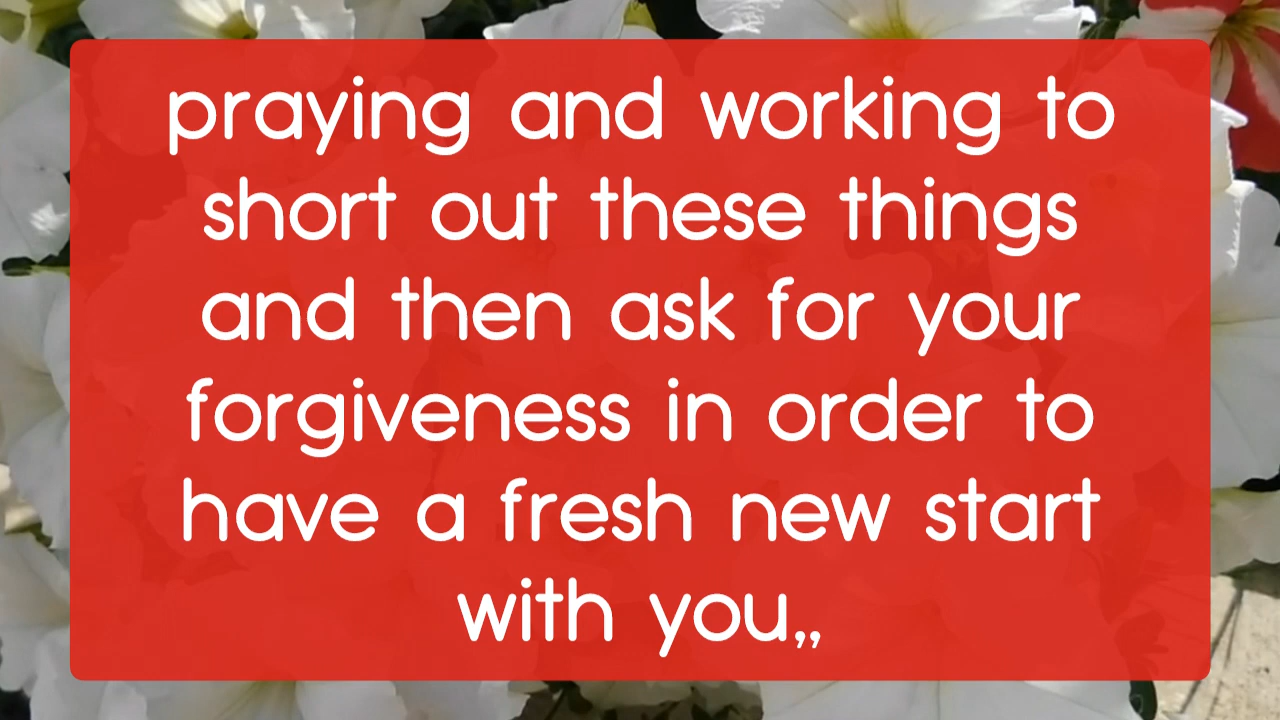 praying and working to
short out these things
and then ask for your
forgiveness in order to
have a fresh new start
with you,,